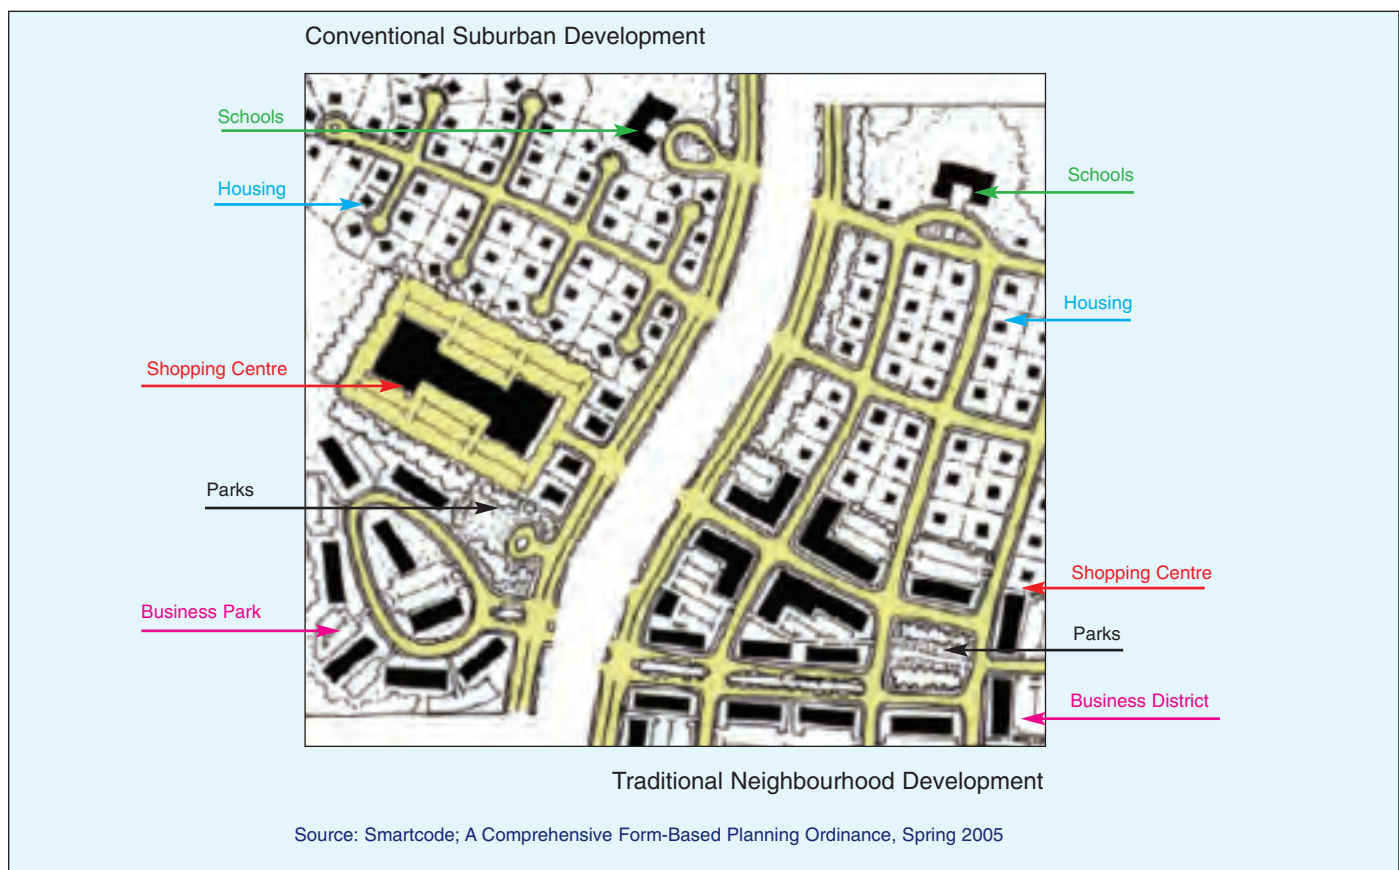 Conventional Suburban Development
Schools
Housing
Shopping Centre
Parks
Business Park
Schools
Housing
Shopping Centre
Parks
Business District
Traditional Neighbourhood Development
Source: Smartcode; A Comprehensive Form-Based Planning Ordinance, Spring 2005